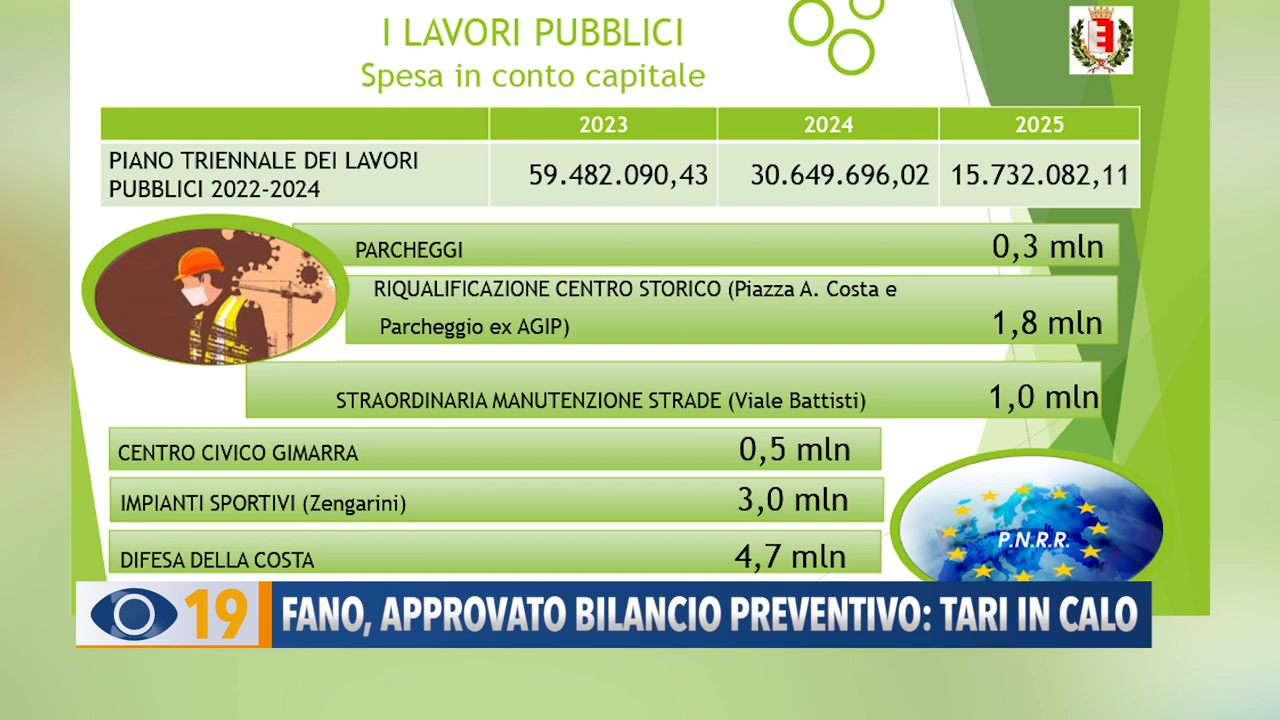 I LAVORI PUBBLICI
Spesa in conto capitale
2023 2024 2025
PIANO TRIENNALE DEI LAVORI
PUBBLICI 2022-2024
59.482.090,43 30.649.696,02 15.732.082,11
PARCHEGGI 0,3 mln
RIQUALIFICAZIONE CENTRO STORICO (Piazza A. Costa e
Parcheggio ex AGIP) 1,8 mln
STRAORDINARIA MANUTENZIONE STRADE (Viale Battisti) 1,0 mln
CENTRO CIVICO GIMARRA 0,5 mln
IMPIANTI SPORTIVI (Zengarini) 3,0 mln
DIFESA DELLA COSTA 4,7 mln
P.N.R.R.
19 FANO, APPROVATO BILANCIO PREVENTIVO: TARI IN CALO